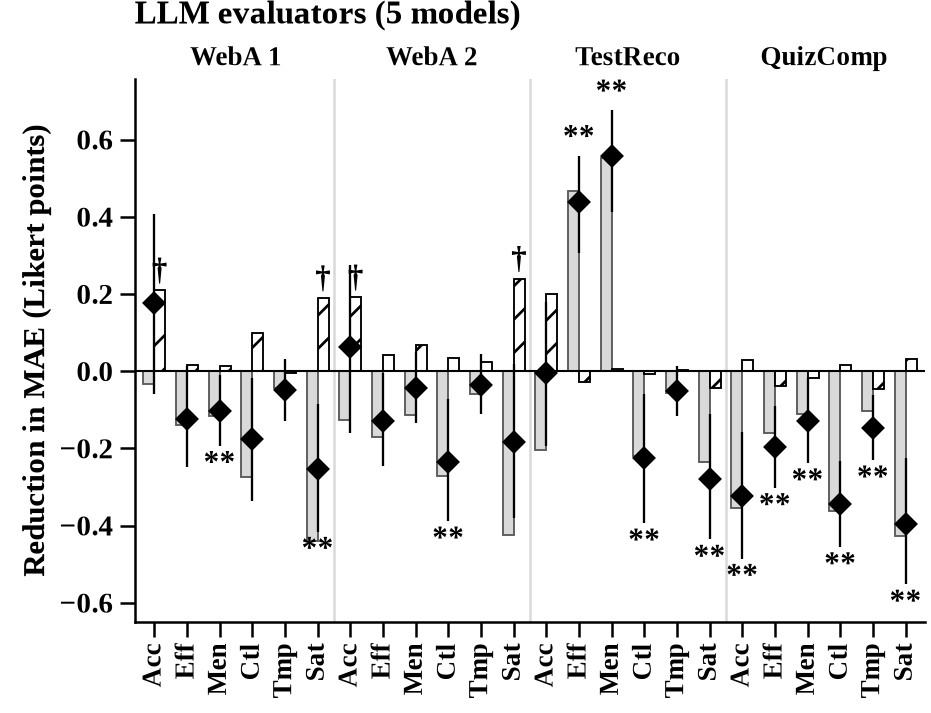 LLM evaluators (5 models)
WebA 1 WebA 2 TestReco QuizComp
Reduction in MAE (Likert points)
0.6
0.4
0.2
0.0
−0.2
−0.4
−0.6
** ** † † † † ** ** ** ** ** ** ** ** ** ** **
Acc Eff Men Ctl Tmp Sat Acc Eff Men Ctl Tmp Sat Acc Eff Men Ctl Tmp Sat Acc Eff Men Ctl Tmp Sat